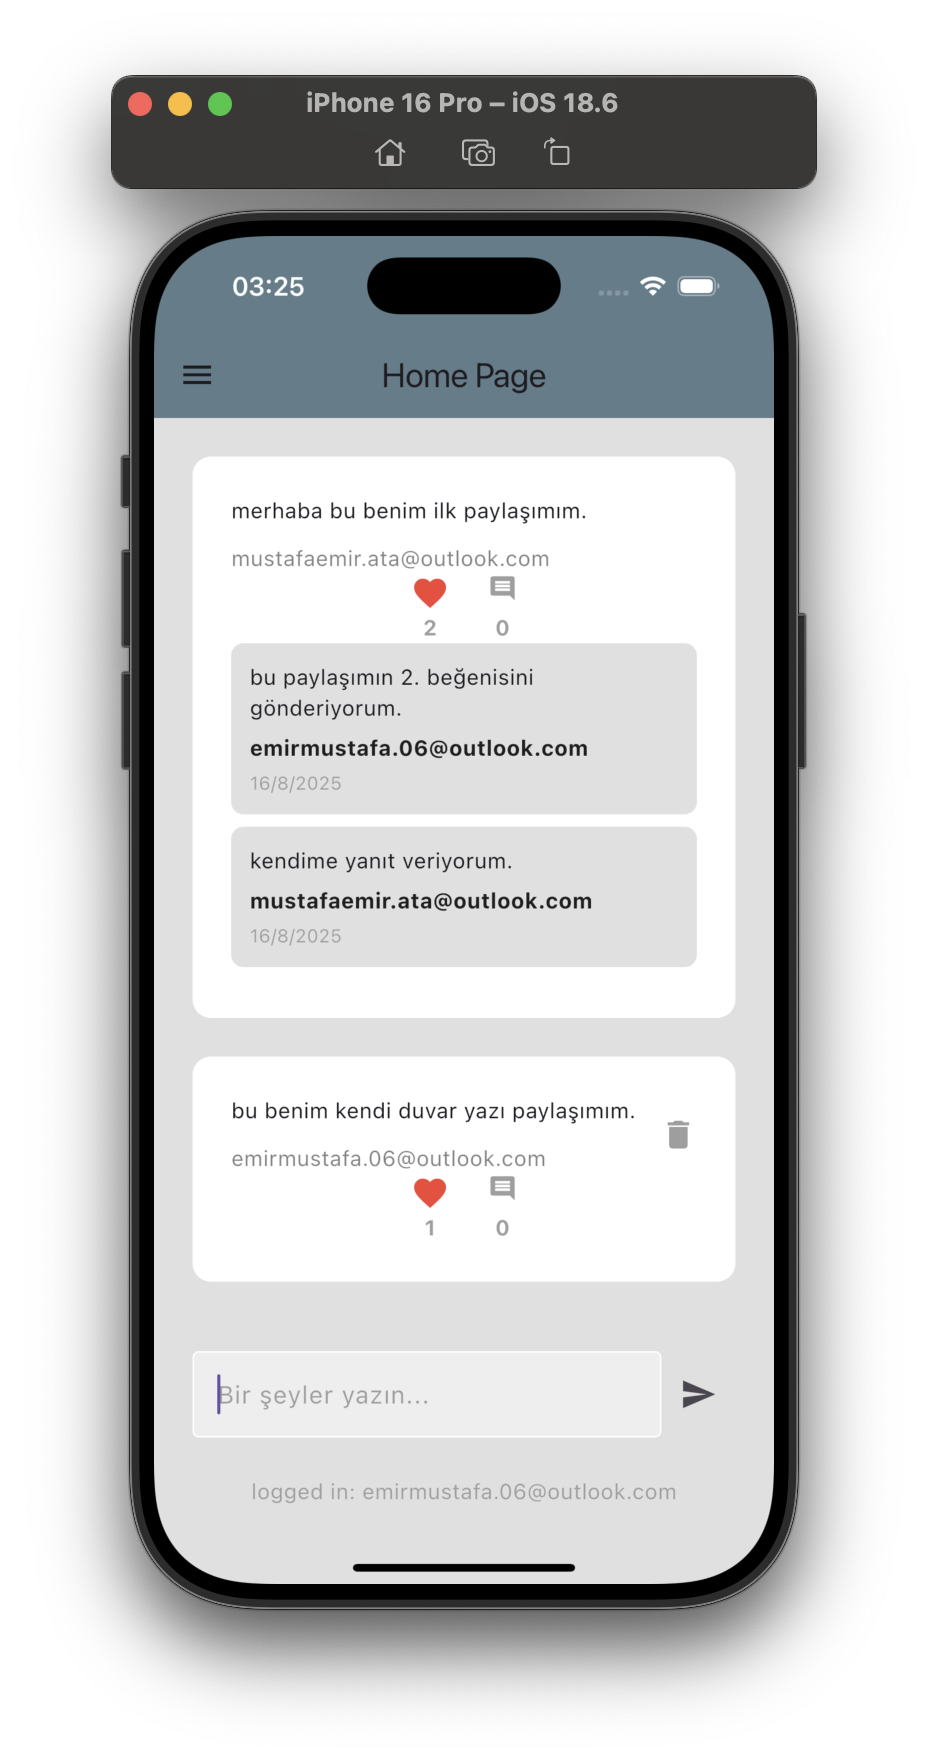 iPhone 16 Pro – iOS 18.6
03:25
Home Page
merhaba bu benim ilk paylaşımım.
mustafaemir.ata@outlook.com
2 0
bu paylaşımın 2. beğenisini
gönderiyorum.
emirmustafa.06@outlook.com
16/8/2025
kendime yanıt veriyorum.
mustafaemir.ata@outlook.com
16/8/2025
bu benim kendi duvar yazı paylaşımım.
emirmustafa.06@outlook.com
1 0
Bir şeyler yazın...
logged in: emirmustafa.06@outlook.com